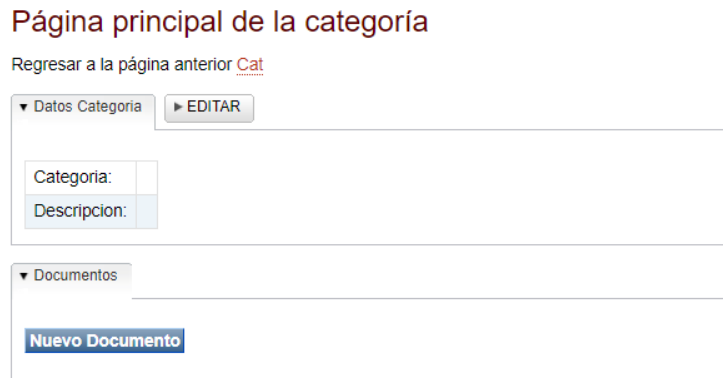 Página principal de la categoría
Regresar a la página anterior Cat
Datos Categoria EDITAR
Categoria:
Descripcion:
Documentos
Nuevo Documento